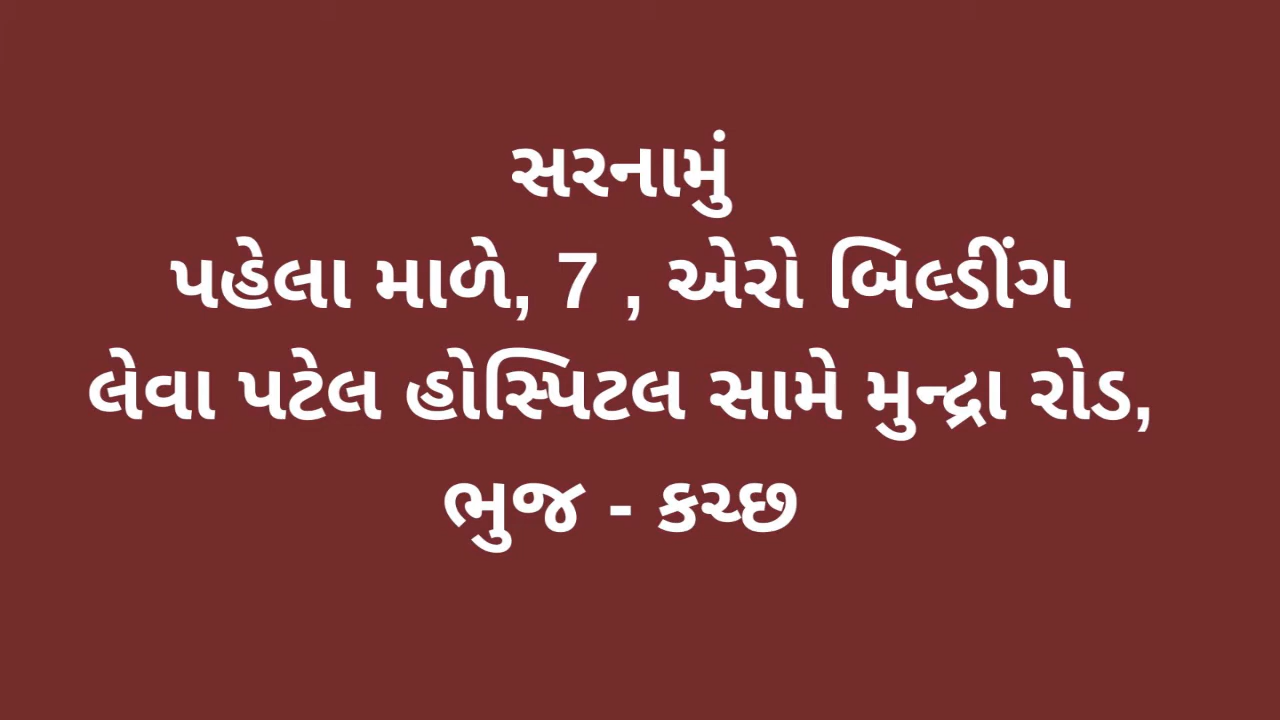 સરનામું
પહેલા માળે, 7 , એરો બિલ્ડીંગ
લેવા પટેલ હોસ્પિટલ સામે મુન્દ્રા રોડ,
ભુજ - કચ્છ